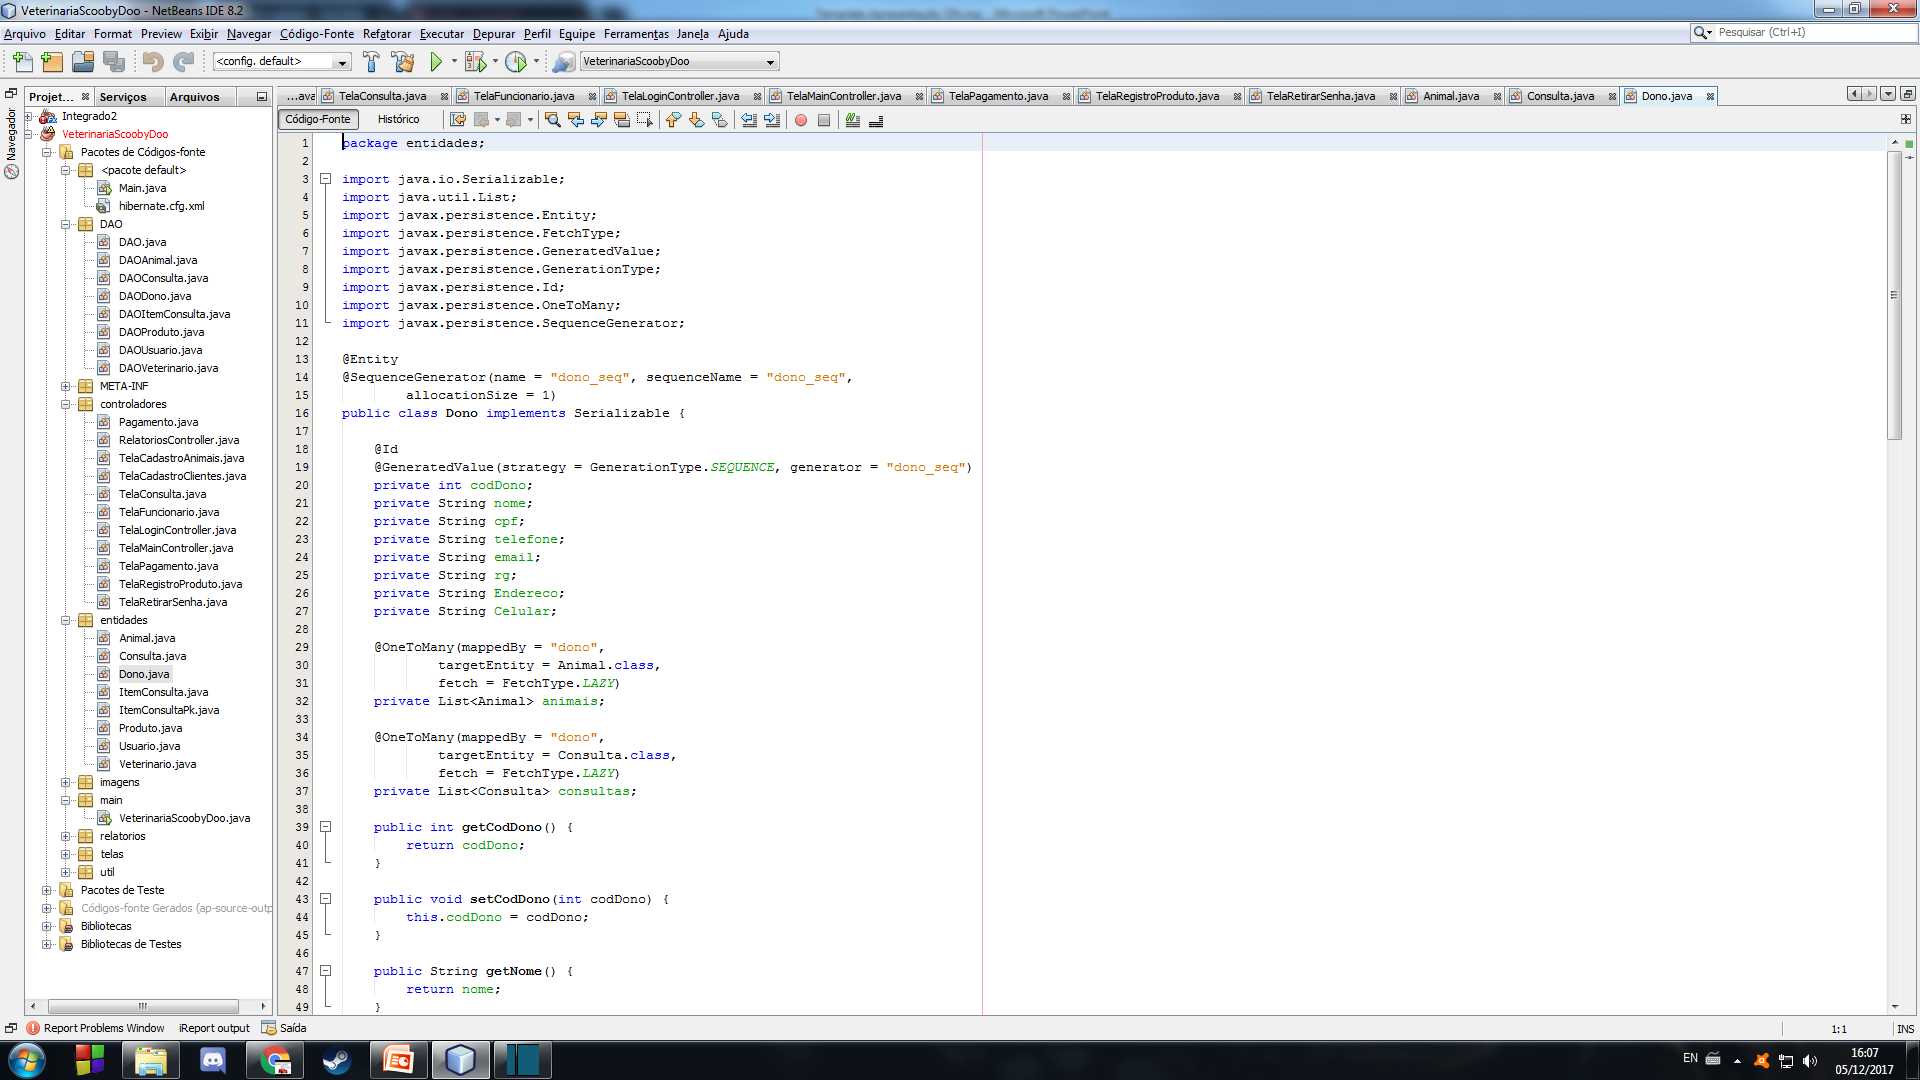 VeterinariaScoobyDoo - NetBeans IDE 8.2
Arquivo Editar Format Preview Exibir Navegar Código-Fonte Refatorar Executar Depurar Perfil Equipe Ferramentas Janela Ajuda
Pesquisar (Ctrl+I)
<config. default>
VeterinariaScoobyDoo
Projet... Serviços Arquivos
...ava TelaConsulta.java TelaFuncionario.java TelaLoginController.java TelaMainController.java TelaPagamento.java TelaRegistroProduto.java TelaRetirarSenha.java Animal.java Consulta.java Dono.java
Código-Fonte Histórico
Navegador
Integrado2
VeterinariaScoobyDoo
Pacotes de Códigos-fonte
<pacote default>
Main.java
hibernate.cfg.xml
DAO
DAO.java
DAOAnimal.java
DAOConsulta.java
DAODono.java
DAOItemConsulta.java
DAOProduto.java
DAOUsuario.java
DAOVeterinario.java
META-INF
controladores
Pagamento.java
RelatoriosController.java
TelaCadastroAnimais.java
TelaCadastroClientes.java
TelaConsulta.java
TelaFuncionario.java
TelaLoginController.java
TelaMainController.java
TelaPagamento.java
TelaRegistroProduto.java
TelaRetirarSenha.java
entidades
Animal.java
Consulta.java
Dono.java
ItemConsulta.java
ItemConsultaPk.java
Produto.java
Usuario.java
Veterinario.java
imagens
main
VeterinariaScoobyDoo.java
relatorios
telas
util
Pacotes de Teste
Códigos-fonte Gerados (ap-source-outp
Bibliotecas
Bibliotecas de Testes
1 package entidades;
2
3 import java.io.Serializable;
4 import java.util.List;
5 import javax.persistence.Entity;
6 import javax.persistence.FetchType;
7 import javax.persistence.GeneratedValue;
8 import javax.persistence.GenerationType;
9 import javax.persistence.Id;
10 import javax.persistence.OneToMany;
11 import javax.persistence.SequenceGenerator;
12
13 @Entity
14 @SequenceGenerator(name = "dono_seq", sequenceName = "dono_seq",
15 allocationSize = 1)
16 public class Dono implements Serializable {
17
18 @Id
19 @GeneratedValue(strategy = GenerationType.SEQUENCE, generator = "dono_seq")
20 private int codDono;
21 private String nome;
22 private String cpf;
23 private String telefone;
24 private String email;
25 private String rg;
26 private String Endereco;
27 private String Celular;
28
29 @OneToMany(mappedBy = "dono",
30 targetEntity = Animal.class,
31 fetch = FetchType.LAZY)
32 private List<Animal> animais;
33
34 @OneToMany(mappedBy = "dono",
35 targetEntity = Consulta.class,
36 fetch = FetchType.LAZY)
37 private List<Consulta> consultas;
38
39 public int getCodDono() {
40 return codDono;
41 }
42
43 public void setCodDono(int codDono) {
44 this.codDono = codDono;
45 }
46
47 public String getNome() {
48 return nome;
49 }
Report Problems Window iReport output Saída
1:1 INS
EN
16:07
05/12/2017